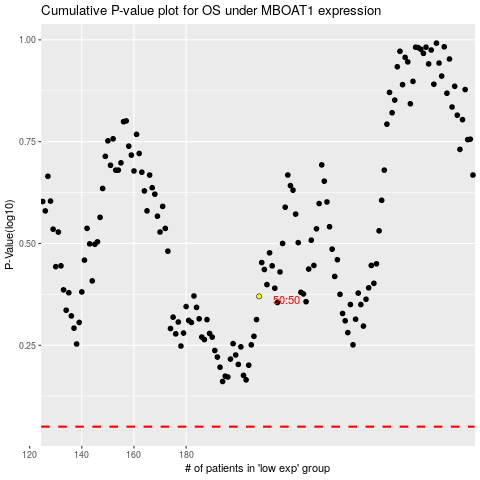 Cumulative P-value plot for OS under MBOAT1 expression
P-Value(log10)
1.00
0.75
0.50
0.25
50:50
120 140 160 180
# of patients in 'low exp' group